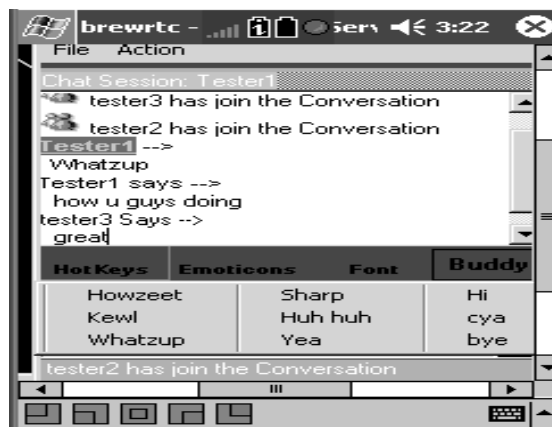 brewrtc - Serv 3:22
File Action
Chat Session: Tester1
tester3 has join the Conversation
tester2 has join the Conversation
Tester1 -->
Whatzup
Tester1 says -->
how u guys doing
tester3 Says -->
great
HotKeys Emoticons Font Buddy
Howzeet Sharp Hi
Kewl Huh huh cya
Whatzup Yea bye
tester2 has join the Conversation